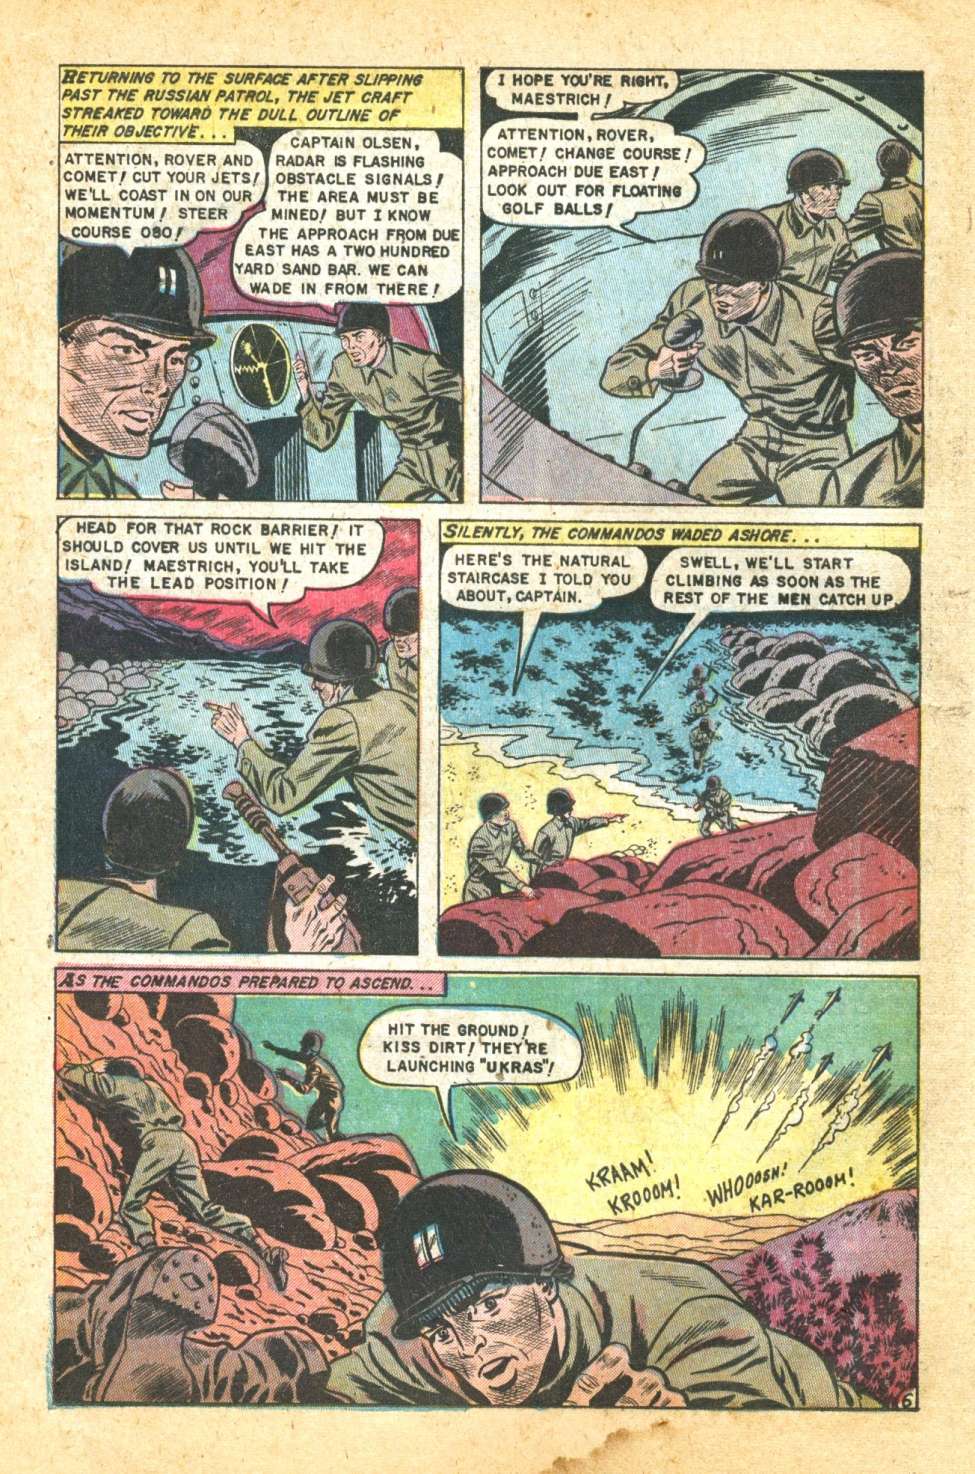 RETURNING TO THE SURFACE AFTER SLIPPING
PAST THE RUSSIAN PATROL, THE JET CRAFT
STREAKED TOWARD THE DULL OUTLINE OF
THEIR OBJECTIVE...
ATTENTION, ROVER AND
COMET! CUT YOUR JETS!
WE'LL COAST IN ON OUR
MOMENTUM! STEER
COURSE 080!
CAPTAIN OLSEN,
RADAR IS FLASHING
OBSTACLE SIGNALS!
THE AREA MUST BE
MINED! BUT I KNOW
THE APPROACH FROM DUE
EAST HAS A TWO HUNDRED
YARD SAND BAR. WE CAN
WADE IN FROM THERE!
I HOPE YOU'RE RIGHT,
MAESTRICH!
ATTENTION, ROVER,
COMET! CHANGE COURSE!
APPROACH DUE EAST!
LOOK OUT FOR FLOATING
GOLF BALLS!
HEAD FOR THAT ROCK BARRIER! IT
SHOULD COVER US UNTIL WE HIT THE
ISLAND! MAESTRICH, YOU'LL TAKE
THE LEAD POSITION!
SILENTLY, THE COMMANDOS WADED ASHORE...
HERE'S THE NATURAL
STAIRCASE I TOLD YOU
ABOUT, CAPTAIN.
SWELL, WE'LL START
CLIMBING AS SOON AS THE
REST OF THE MEN CATCH UP.
AS THE COMMANDOS PREPARED TO ASCEND...
HIT THE GROUND!
KISS DIRT! THEY'RE
LAUNCHING "UKRAS"!
KRAAM!
KROOOM!
WHOOOSH!
KAR-ROOOM!
6